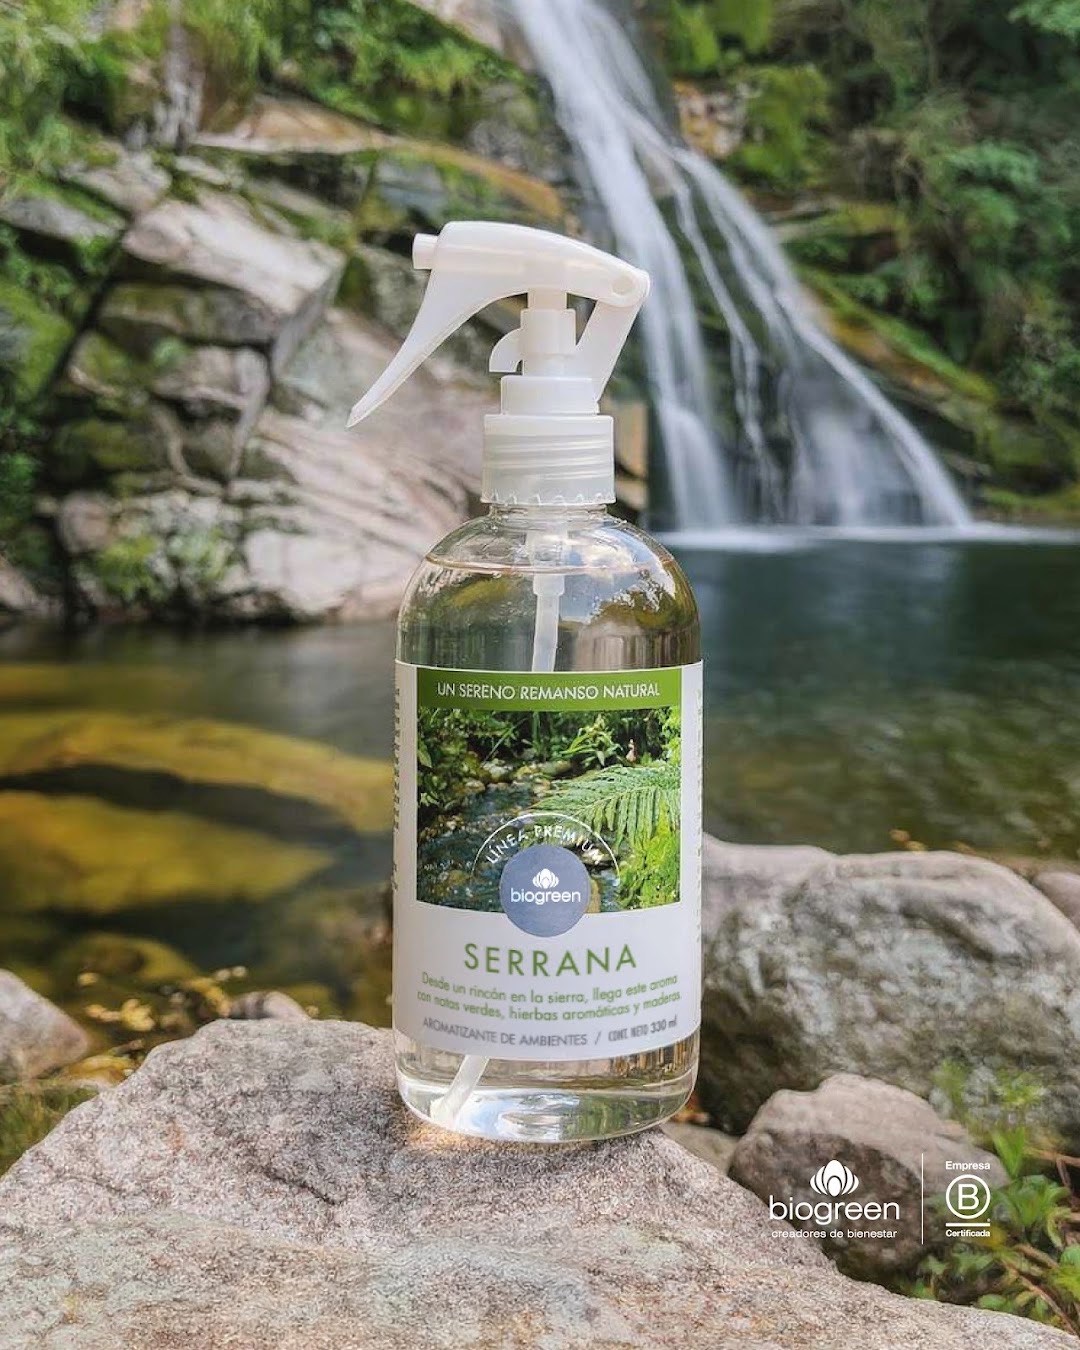 UN SERENO REMANSO NATURAL
LÍNEA PREMIUM
biogreen
SERRANA
Desde un rincón en la sierra, llega este aroma
con notas verdes, hierbas aromáticas y maderas.
AROMATIZANTE DE AMBIENTES / CONT. NETO 330 ml
biogreen
creadores de bienestar
Empresa
B
Certificada